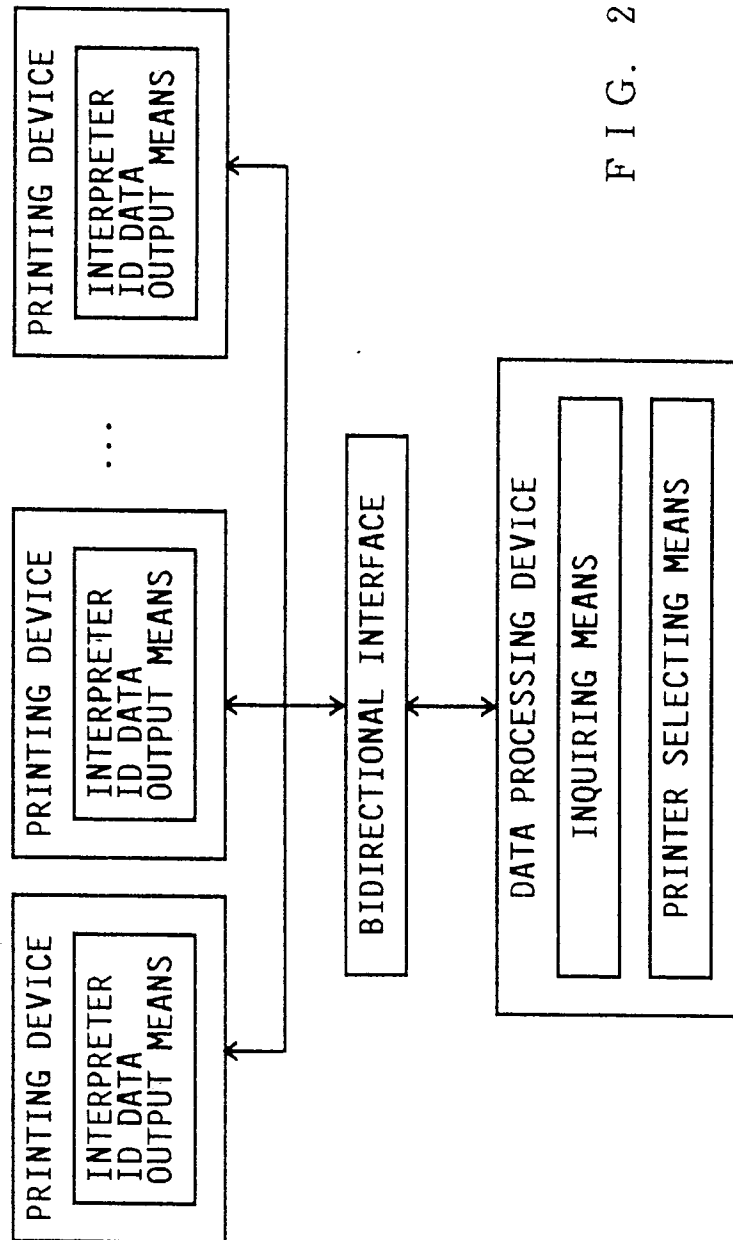 PRINTING DEVICE
INTERPRETER
ID DATA
OUTPUT MEANS
PRINTING DEVICE
INTERPRETER
ID DATA
OUTPUT MEANS
...
PRINTING DEVICE
INTERPRETER
ID DATA
OUTPUT MEANS
BIDIRECTIONAL INTERFACE
DATA PROCESSING DEVICE
INQUIRING MEANS
PRINTER SELECTING MEANS
FIG. 2